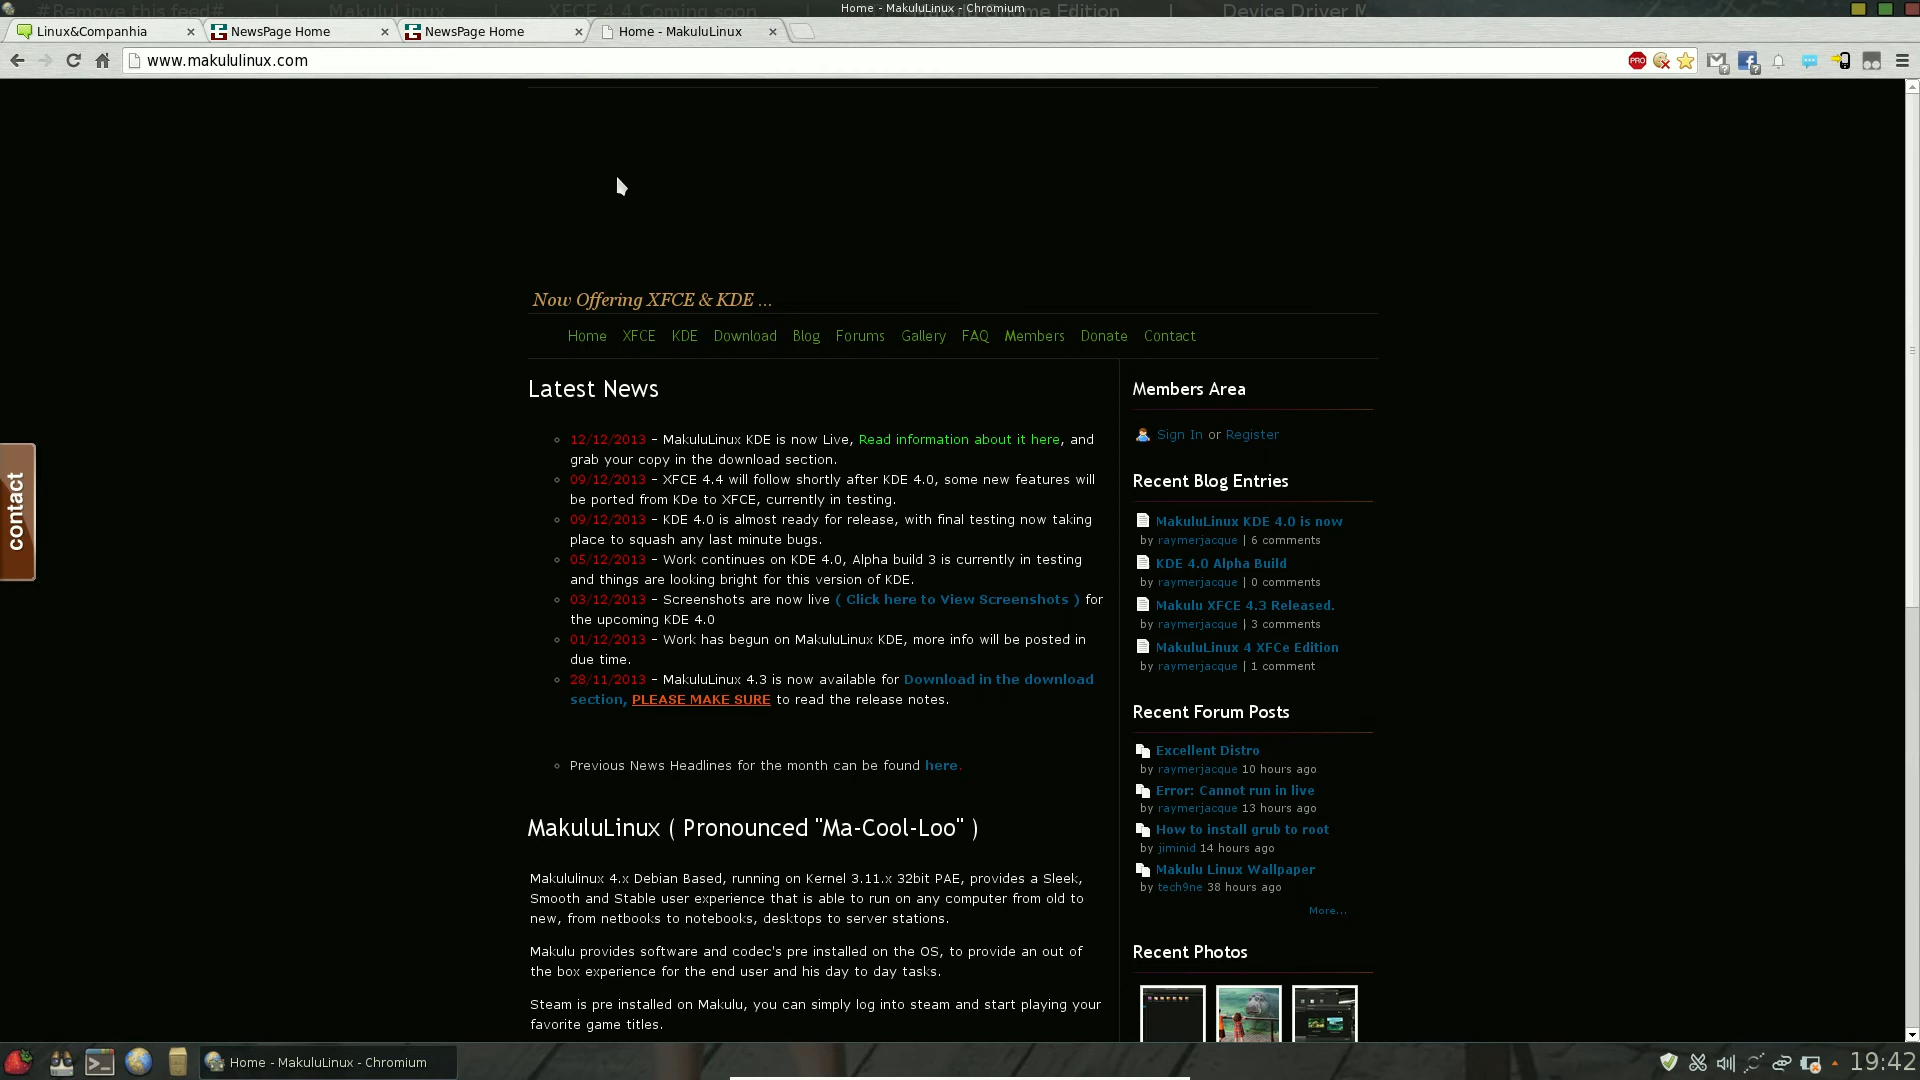 #Remove this feed# | MakuluLinux | XFCE 4.4 Coming soon | Gnome Edition | Device Driver M
Home - MakuluLinux - Chromium
Linux&Companhia NewsPage Home NewsPage Home Home - MakuluLinux
www.makululinux.com PRO
Now Offering XFCE & KDE ...
Home XFCE KDE Download Blog Forums Gallery FAQ Members Donate Contact
Latest News
12/12/2013 - MakuluLinux KDE is now Live, Read information about it here, and
grab your copy in the download section.
09/12/2013 - XFCE 4.4 will follow shortly after KDE 4.0, some new features will
be ported from KDe to XFCE, currently in testing.
09/12/2013 - KDE 4.0 is almost ready for release, with final testing now taking
place to squash any last minute bugs.
05/12/2013 - Work continues on KDE 4.0, Alpha build 3 is currently in testing
and things are looking bright for this version of KDE.
03/12/2013 - Screenshots are now live ( Click here to View Screenshots ) for
the upcoming KDE 4.0
01/12/2013 - Work has begun on MakuluLinux KDE, more info will be posted in
due time.
28/11/2013 - MakuluLinux 4.3 is now available for Download in the download
section, PLEASE MAKE SURE to read the release notes.
Previous News Headlines for the month can be found here.
MakuluLinux ( Pronounced "Ma-Cool-Loo" )
Makululinux 4.x Debian Based, running on Kernel 3.11.x 32bit PAE, provides a Sleek,
Smooth and Stable user experience that is able to run on any computer from old to
new, from netbooks to notebooks, desktops to server stations.
Makulu provides software and codec's pre installed on the OS, to provide an out of
the box experience for the end user and his day to day tasks.
Steam is pre installed on Makulu, you can simply log into steam and start playing your
favorite game titles.
Members Area
Sign In or Register
Recent Blog Entries
MakuluLinux KDE 4.0 is now
by raymerjacque | 6 comments
KDE 4.0 Alpha Build
by raymerjacque | 0 comments
Makulu XFCE 4.3 Released.
by raymerjacque | 3 comments
MakuluLinux 4 XFCe Edition
by raymerjacque | 1 comment
Recent Forum Posts
Excellent Distro
by raymerjacque 10 hours ago
Error: Cannot run in live
by raymerjacque 13 hours ago
How to install grub to root
by jiminid 14 hours ago
Makulu Linux Wallpaper
by tech9ne 38 hours ago
More...
Recent Photos
contact
Home - MakuluLinux - Chromium
19:42